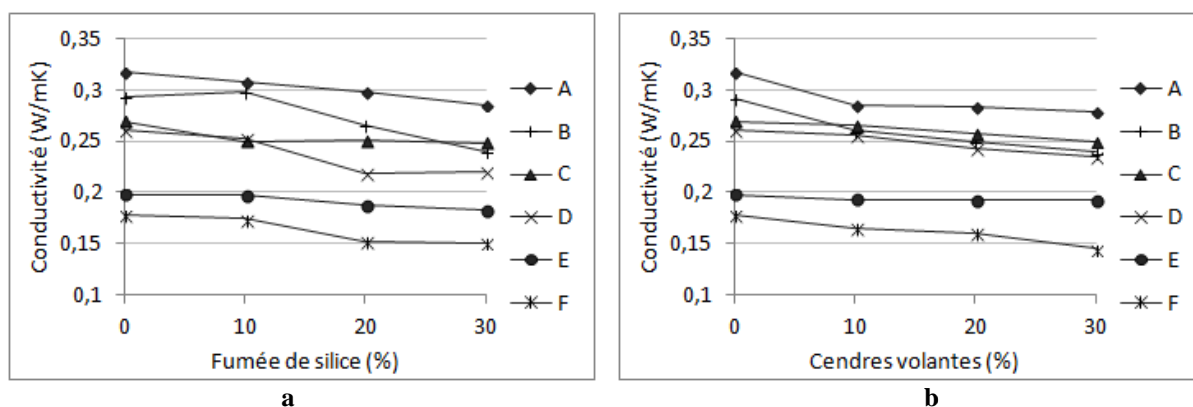 0,35
0,3
0,25
0,2
0,15
0,1
Conductivité (W/mK)
0 10 20 30
Fumée de silice (%)
A
B
C
D
E
F
a
0,35
0,3
0,25
0,2
0,15
0,1
Conductivité (W/mK)
0 10 20 30
Cendres volantes (%)
A
B
C
D
E
F
b